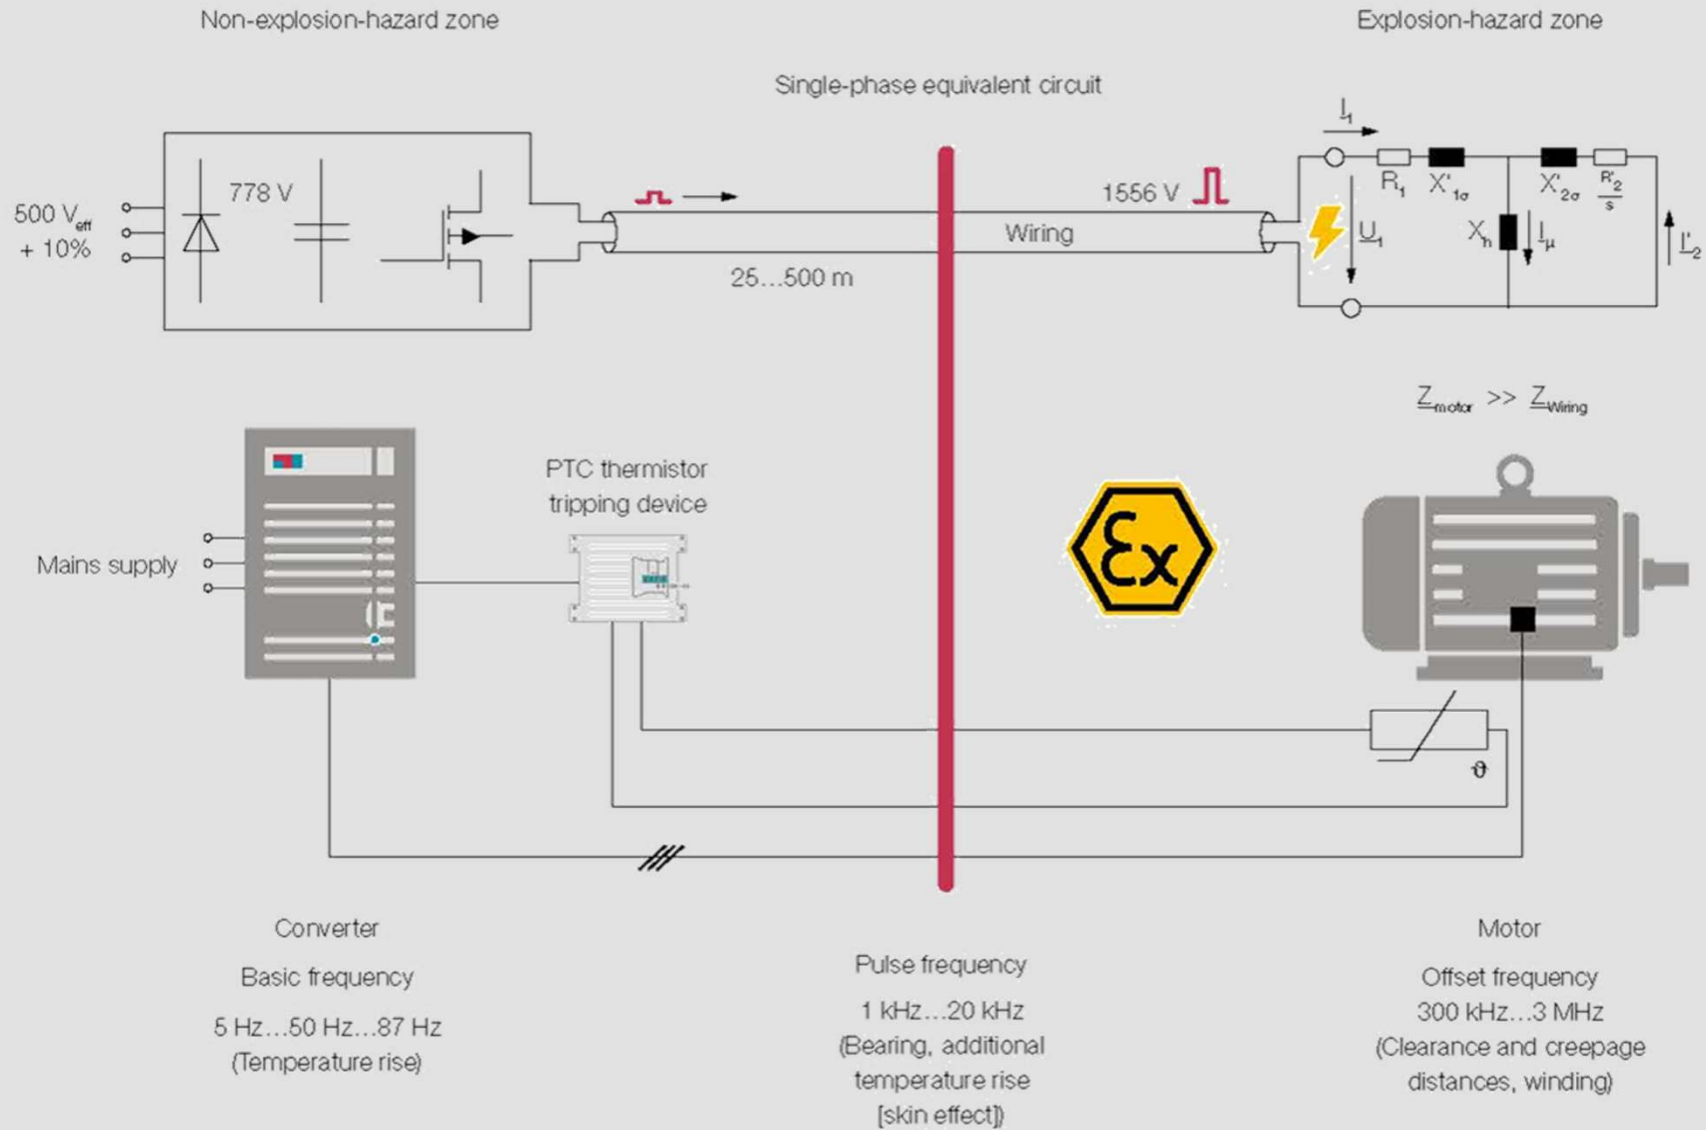 Non-explosion-hazard zone
Explosion-hazard zone
Single-phase equivalent circuit
500 Veff
+ 10%
778 V
25...500 m
Wiring
1556 V
I1
U1
R1
X'1σ
X'2σ
R'2
s
Xh
Iμ
I'2
Zmotor >> ZWiring
PTC thermistor
tripping device
Mains supply
Ex
ϑ
Converter
Basic frequency
5 Hz...50 Hz...87 Hz
(Temperature rise)
Pulse frequency
1 kHz...20 kHz
(Bearing, additional
temperature rise
[skin effect])
Motor
Offset frequency
300 kHz...3 MHz
(Clearance and creepage
distances, winding)